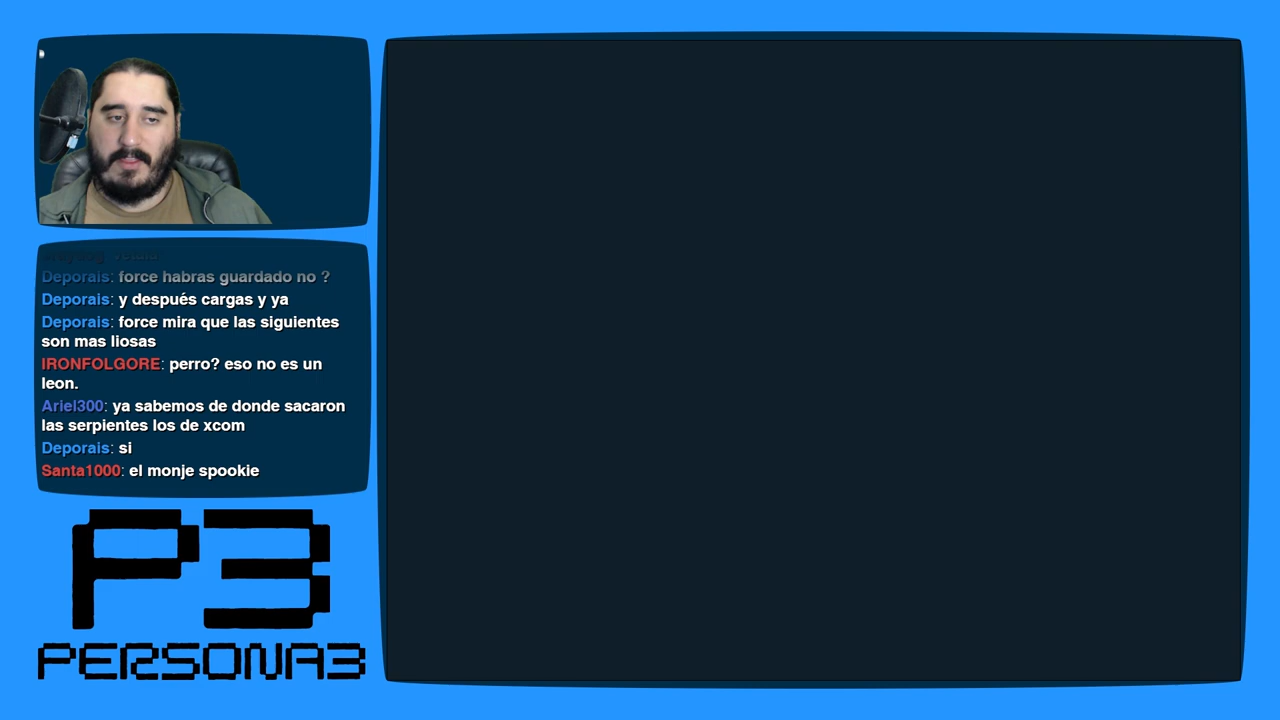 Deporais: force habras guardado no ?
Deporais: y después cargas y ya
Deporais: force mira que las siguientes
son mas liosas
IRONFOLGORE: perro? eso no es un
leon.
Ariel300: ya sabemos de donde sacaron
las serpientes los de xcom
Deporais: si
Santa1000: el monje spookie
P3
PERSONA3